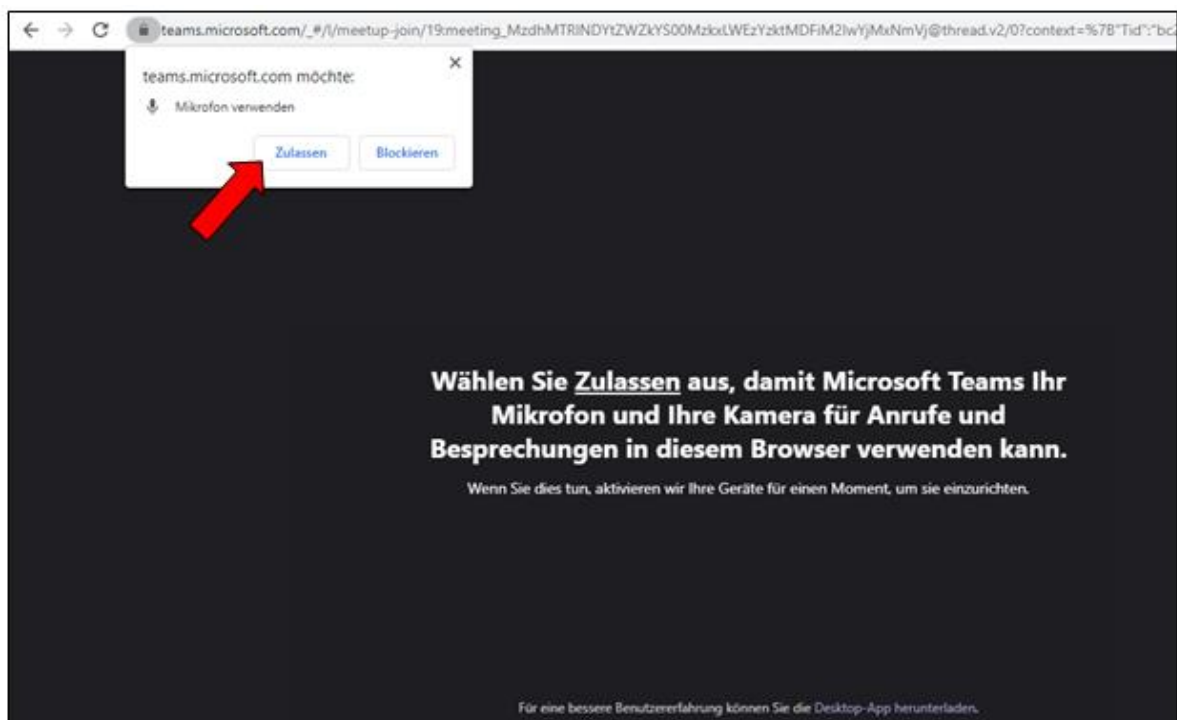 teams.microsoft.com/_#/l/meetup-join/19:meeting_MzdhMTRlNDYtZWZkYS00MzkxLWEzYzktMDFiM2IwYjMxNmVj@thread.v2/0?context=%7B"Tid":"bc2
teams.microsoft.com möchte:
Mikrofon verwenden
Zulassen Blockieren
Wählen Sie Zulassen aus, damit Microsoft Teams Ihr
Mikrofon und Ihre Kamera für Anrufe und
Besprechungen in diesem Browser verwenden kann.
Wenn Sie dies tun, aktivieren wir Ihre Geräte für einen Moment, um sie einzurichten.
Für eine bessere Benutzererfahrung können Sie die Desktop-App herunterladen.